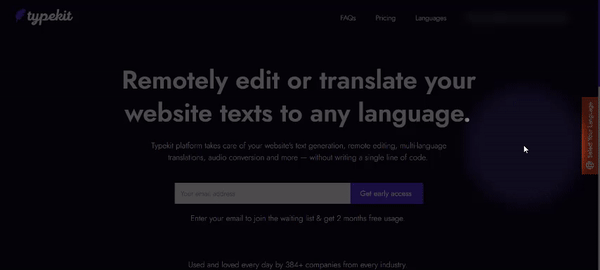 typekit
FAQs Pricing Languages
Remotely edit or translate your
website texts to any language.
Typekit platform takes care of your website's text generation, remote editing, multi-language
translations, audio conversion and more — without writing a single line of code.
Your email address
Get early access
Enter your email to join the waiting list & get 2 months free usage
Used and loved every day by 384+ companies from every industry
Select Your Language